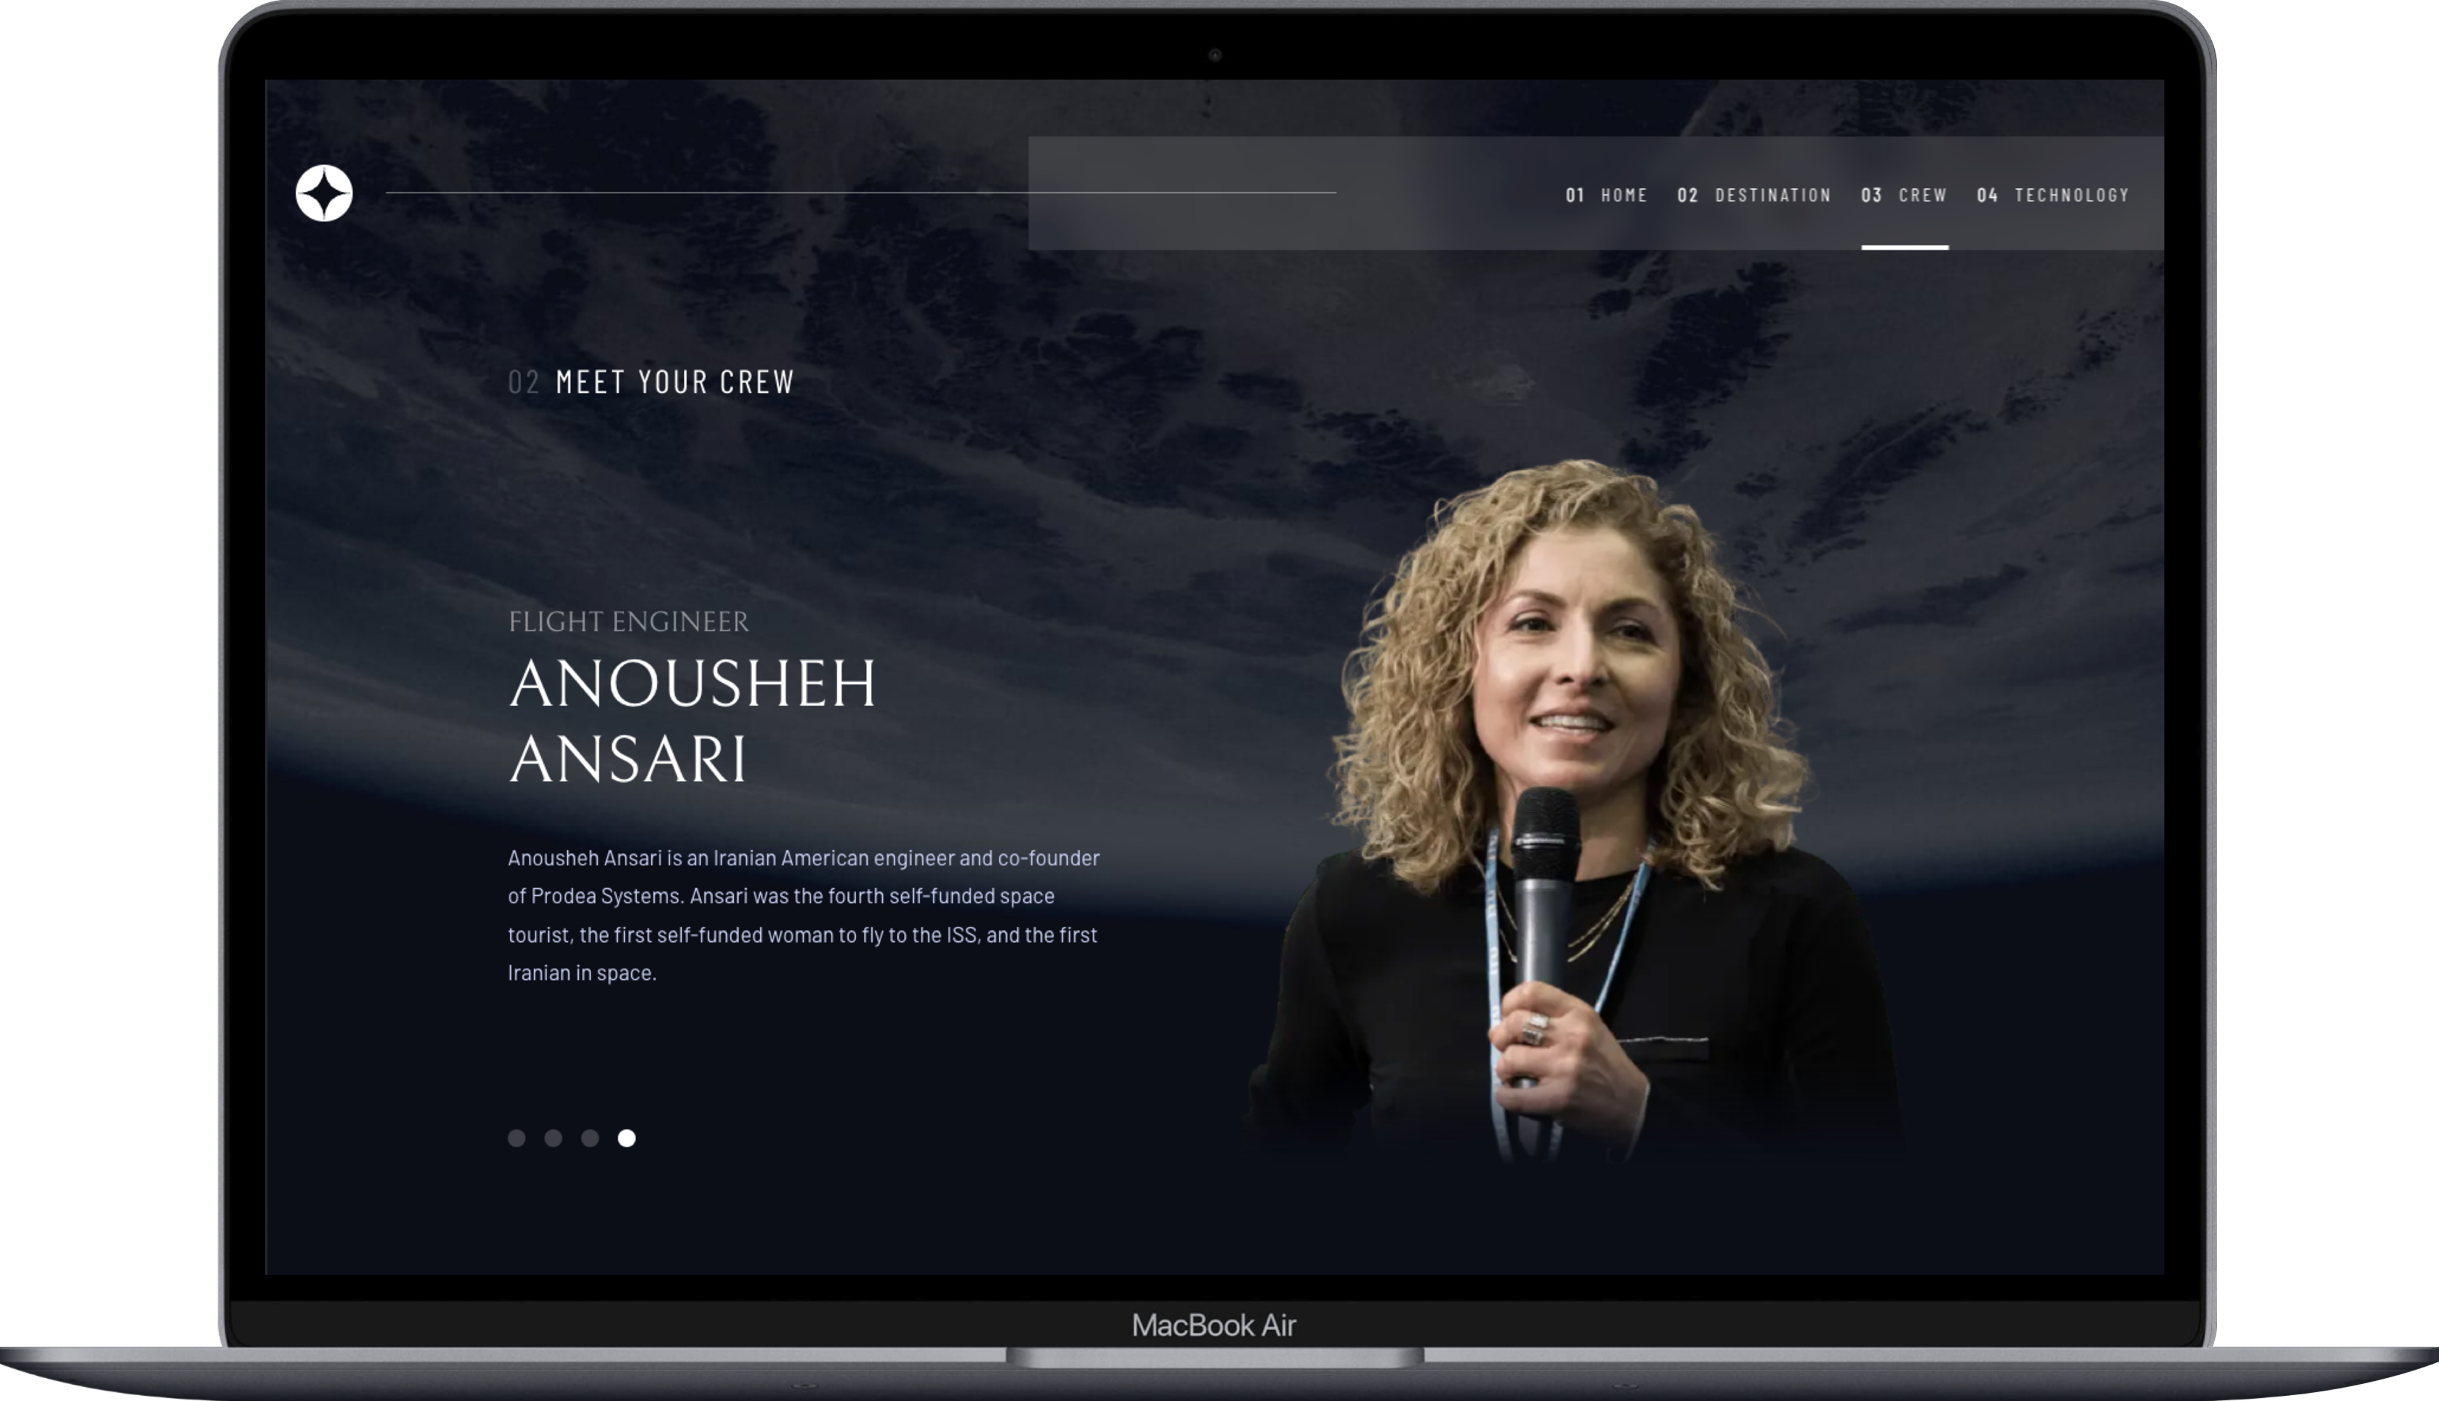 01 HOME 02 DESTINATION 03 CREW 04 TECHNOLOGY
02 MEET YOUR CREW
FLIGHT ENGINEER
ANOUSHEH
ANSARI
Anousheh Ansari is an Iranian American engineer and co-founder
of Prodea Systems. Ansari was the fourth self-funded space
tourist, the first self-funded woman to fly to the ISS, and the first
Iranian in space.
MacBook Air